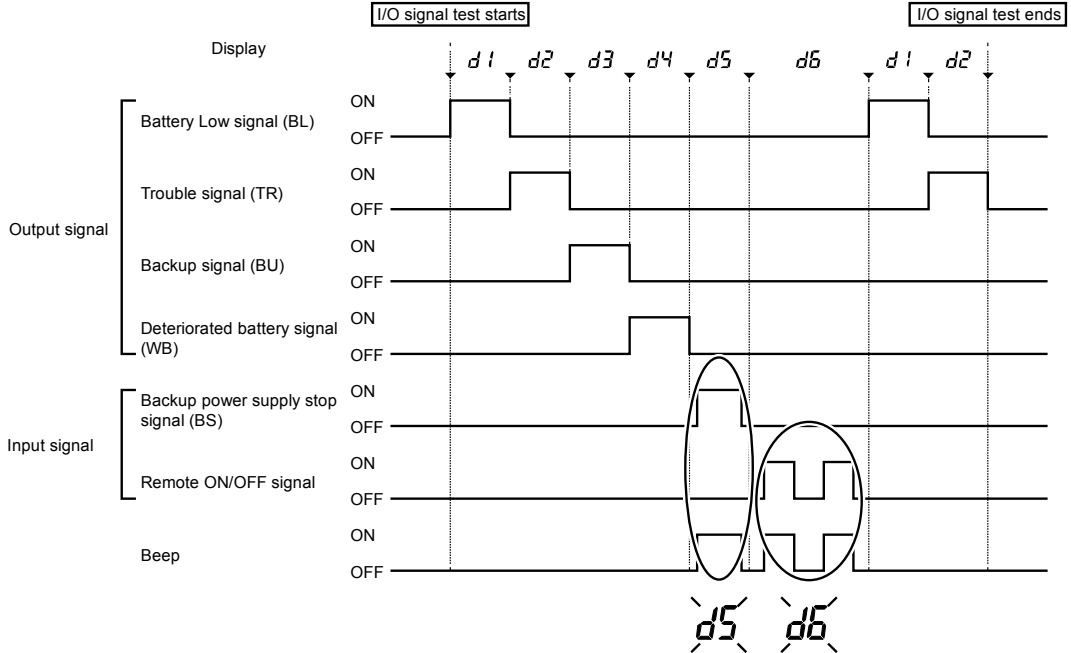 I/O signal test starts
I/O signal test ends
Display
d1 d2 d3 d4 d5 d6 d1 d2
Output signal
Battery Low signal (BL)
ON
OFF
Trouble signal (TR)
ON
OFF
Backup signal (BU)
ON
OFF
Deteriorated battery signal
(WB)
ON
OFF
Input signal
Backup power supply stop
signal (BS)
ON
OFF
Remote ON/OFF signal
ON
OFF
Beep
ON
OFF
d5 d6